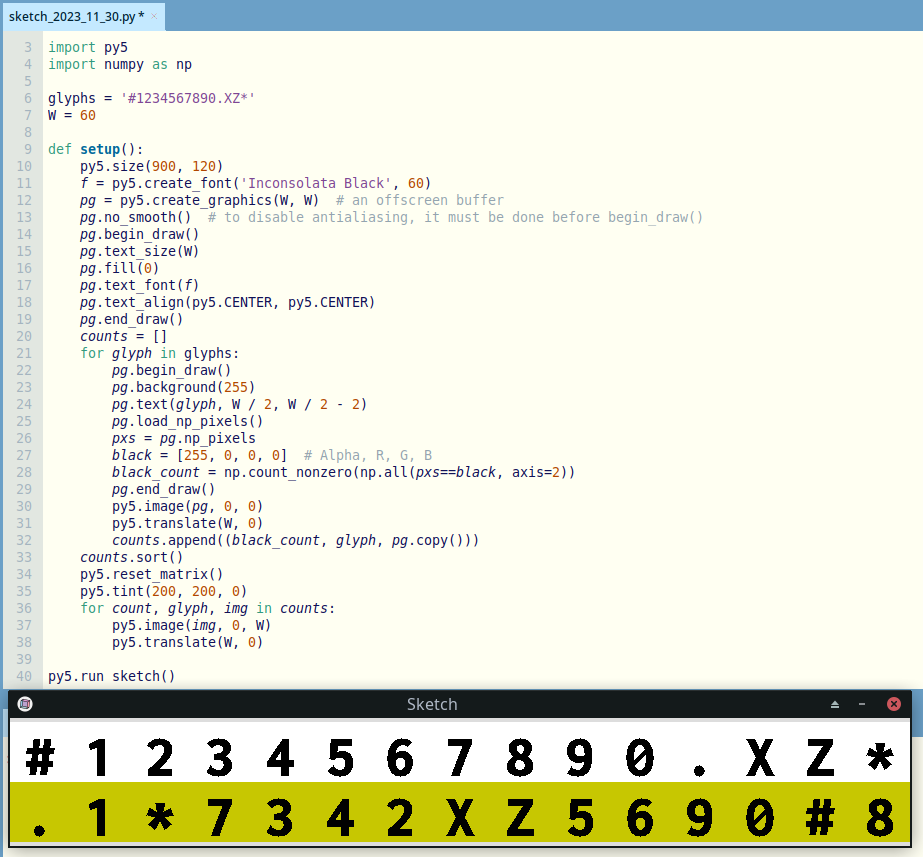 sketch_2023_11_30.py *
3 import py5
4 import numpy as np
5
6 glyphs = '#1234567890.XZ*'
7 W = 60
8
9 def setup():
10     py5.size(900, 120)
11     f = py5.create_font('Inconsolata Black', 60)
12     pg = py5.create_graphics(W, W)  # an offscreen buffer
13     pg.no_smooth()  # to disable antialiasing, it must be done before begin_draw()
14     pg.begin_draw()
15     pg.text_size(W)
16     pg.fill(0)
17     pg.text_font(f)
18     pg.text_align(py5.CENTER, py5.CENTER)
19     pg.end_draw()
20     counts = []
21     for glyph in glyphs:
22         pg.begin_draw()
23         pg.background(255)
24         pg.text(glyph, W / 2, W / 2 - 2)
25         pg.load_np_pixels()
26         pxs = pg.np_pixels
27         black = [255, 0, 0, 0]  # Alpha, R, G, B
28         black_count = np.count_nonzero(np.all(pxs==black, axis=2))
29         pg.end_draw()
30         py5.image(pg, 0, 0)
31         py5.translate(W, 0)
32         counts.append((black_count, glyph, pg.copy()))
33     counts.sort()
34     py5.reset_matrix()
35     py5.tint(200, 200, 0)
36     for count, glyph, img in counts:
37         py5.image(img, 0, W)
38         py5.translate(W, 0)
39
40 py5.run sketch()
Sketch
# 1 2 3 4 5 6 7 8 9 0 . X Z *
. 1 * 7 3 4 2 X Z 5 6 9 0 # 8